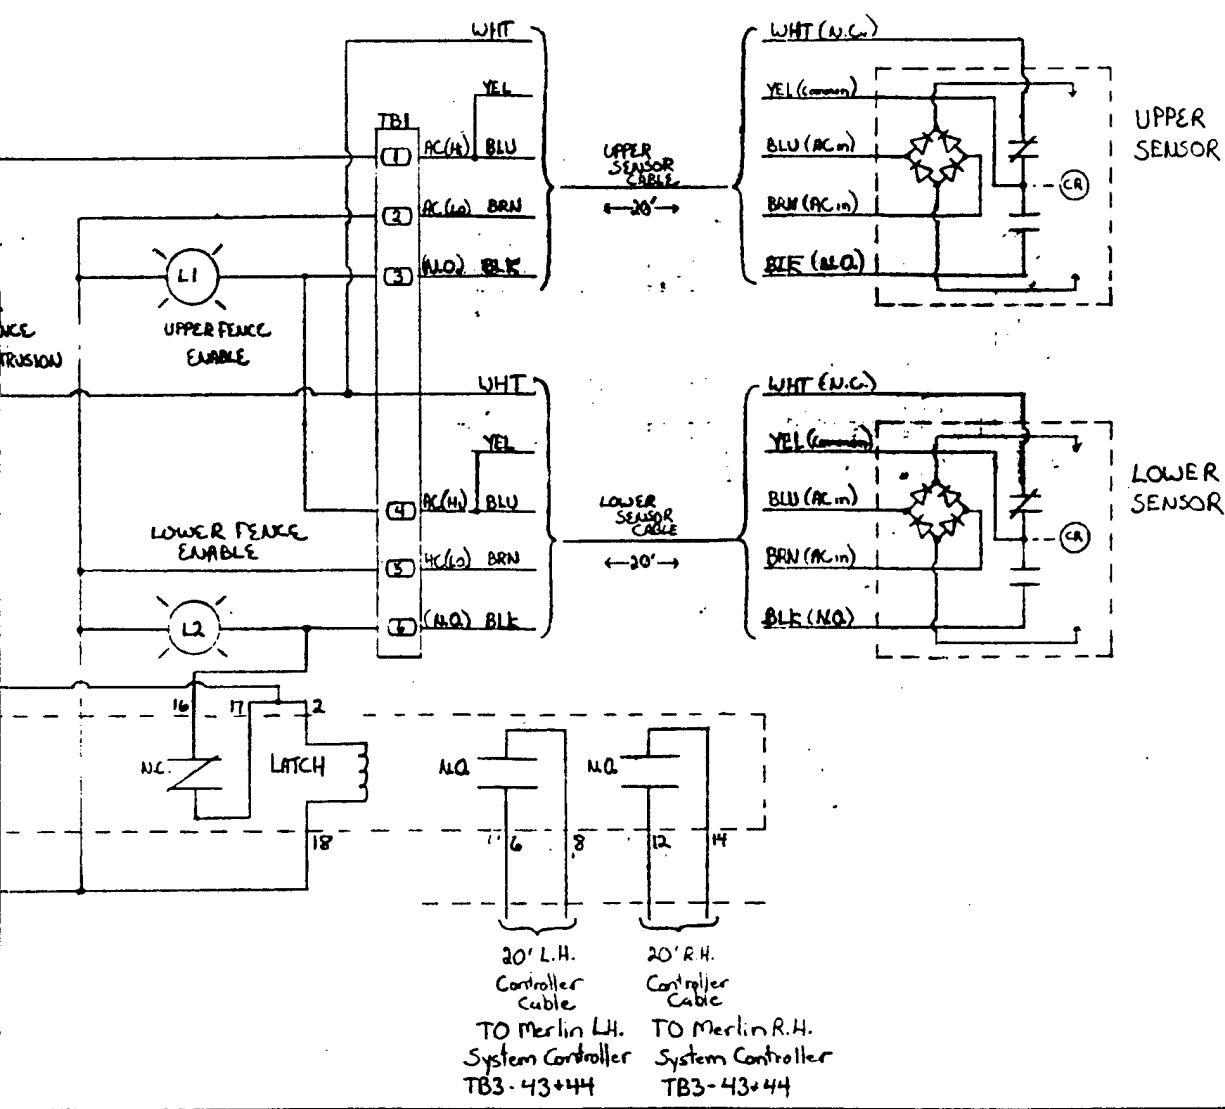 WHT
YEL
TB1
1
AC(Hi) BLU
2
AC(Lo) BRN
3
(N.O.) BLK
UPPER
SENSOR
CABLE
←20'→
WHT (N.C.)
YEL (common)
BLU (AC in)
BRN (AC in)
BLK (N.O.)
CR
UPPER
SENSOR
L1
UPPER FENCE
ENABLE
NCE
TRUSION
WHT
YEL
4
AC(Hi) BLU
5
AC(Lo) BRN
6
(N.O.) BLK
LOWER FENCE
ENABLE
L2
LOWER
SENSOR
CABLE
←20'→
WHT (N.C.)
YEL (common)
BLU (AC in)
BRN (AC in)
BLK (N.O.)
CR
LOWER
SENSOR
16
17
2
N.C.
LATCH
18
N.O.
6
8
N.O.
12
14
20' L.H.
Controller
Cable
TO Merlin LH.
System Controller
TB3-43+44
20' R.H.
Controller
Cable
TO Merlin R.H.
System Controller
TB3-43+44